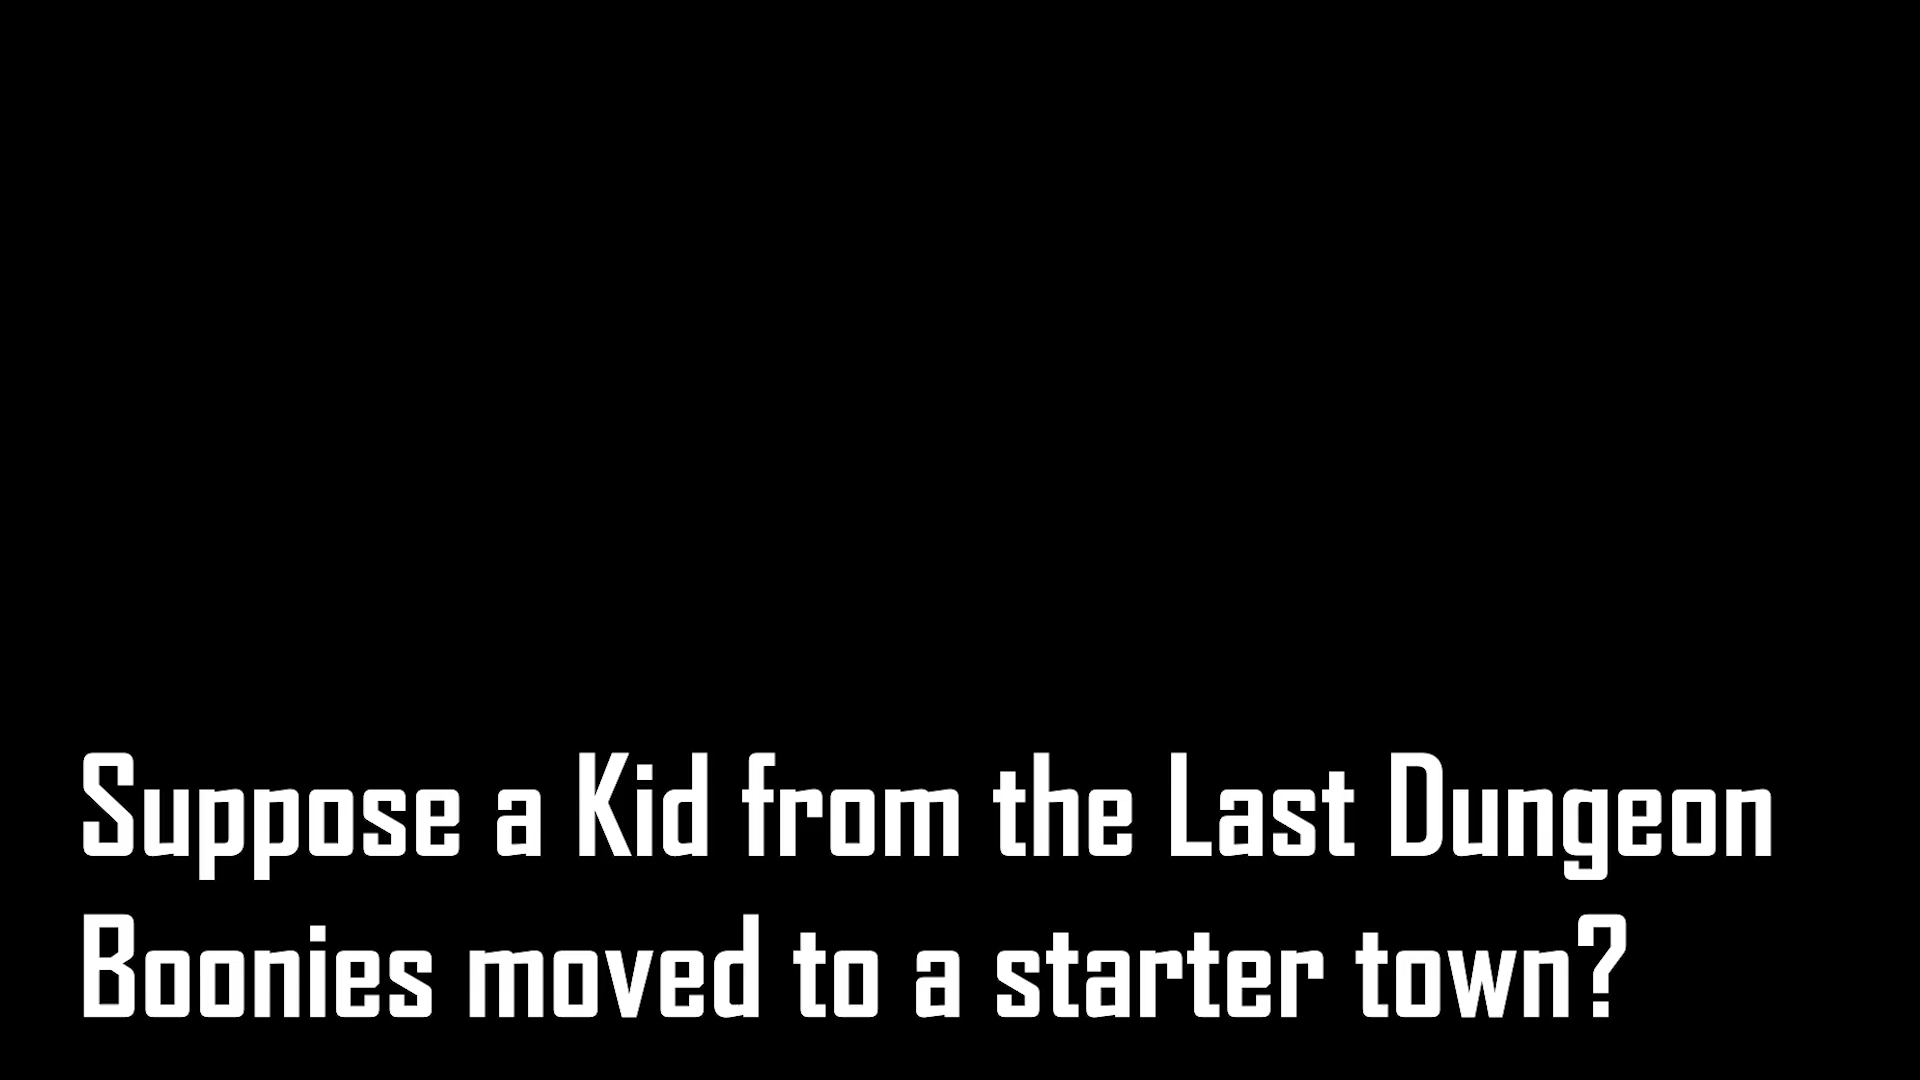 Suppose a Kid from the Last Dungeon
Boonies moved to a starter town?